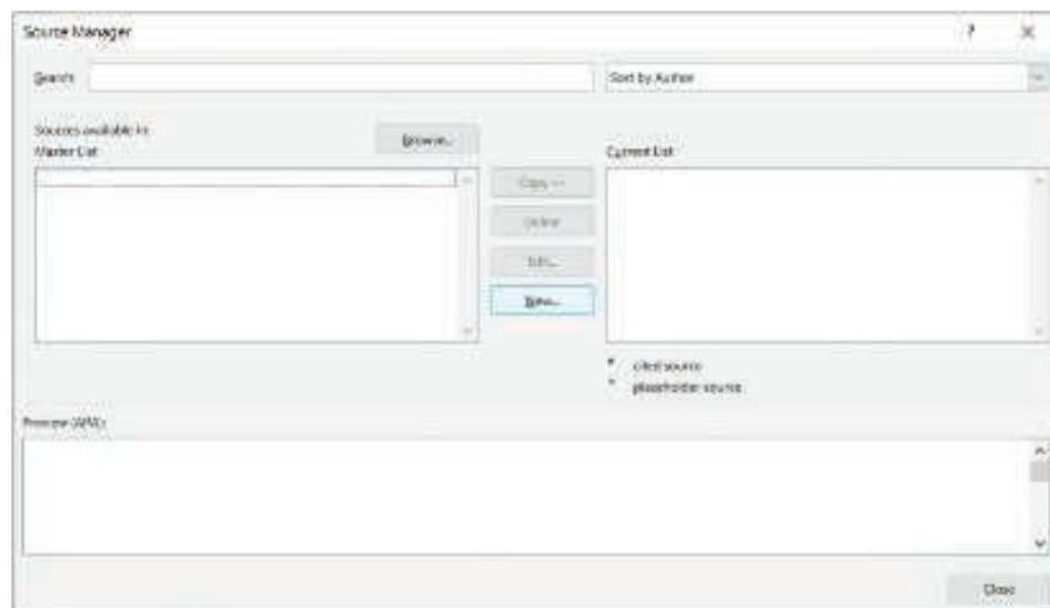 Source Manager ? ×
Search: Sort by Author
Sources available in:
Master List Browse... Current List
Copy ->
Delete
Edit...
New...
cited source
placeholder source
Preview (APA):
Close